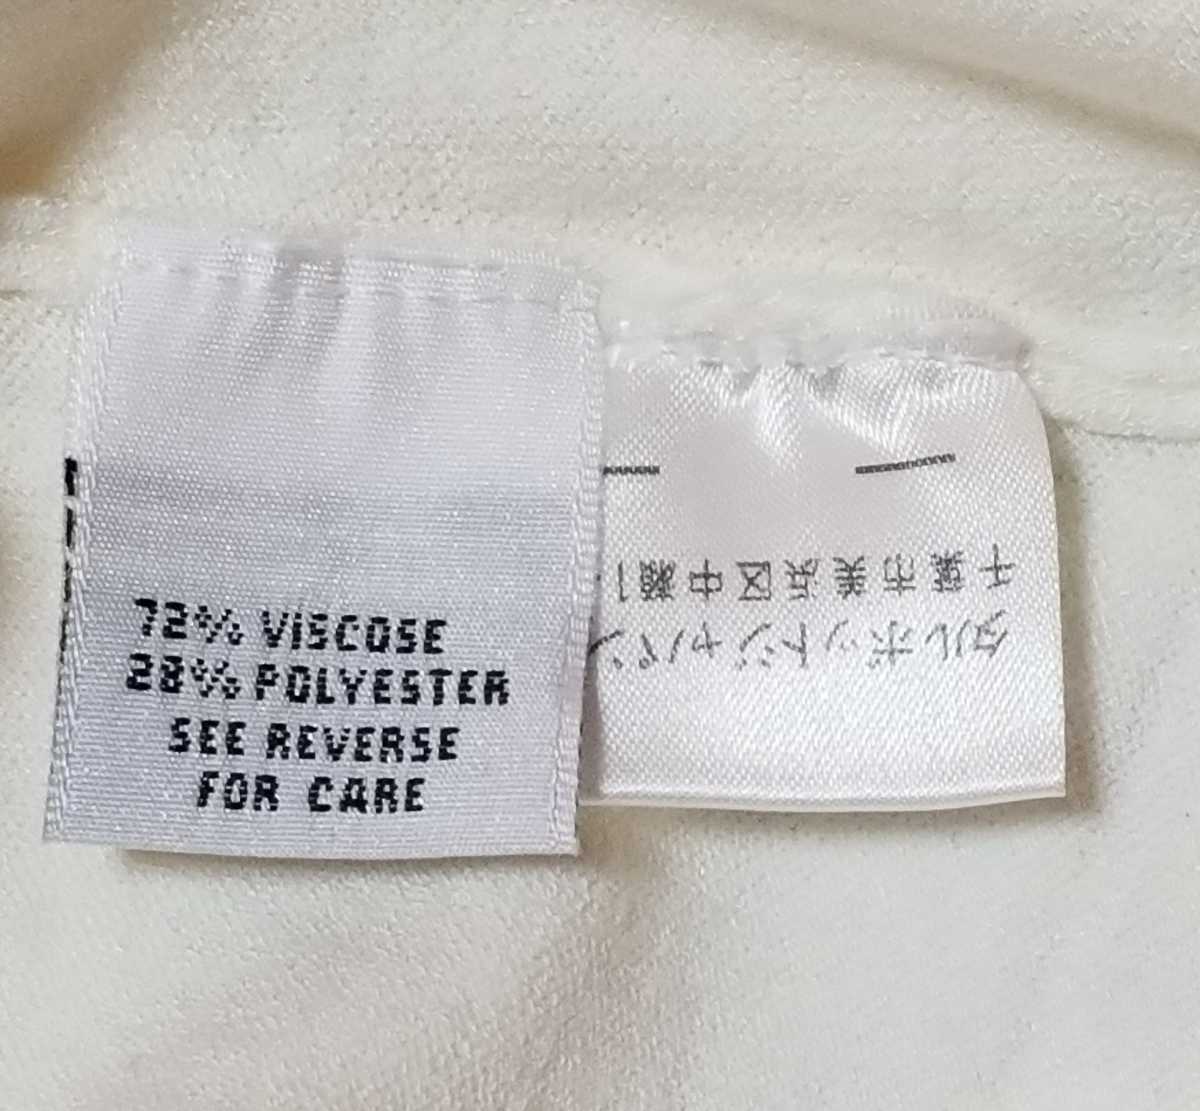 72% VISCOSE
28% POLYESTER
SEE REVERSE
FOR CARE
タルボットジャパン
千葉市美浜区中瀬1